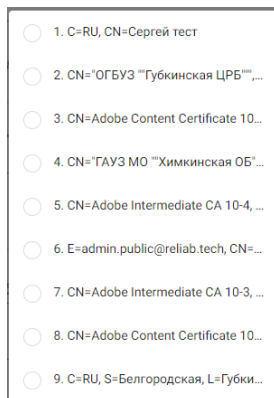 1. C=RU, CN=Сергей тест
2. CN="ОГБУЗ ""Губкинская ЦРБ""",...
3. CN=Adobe Content Certificate 10...
4. CN="ГАУЗ МО ""Химкинская ОБ"...
5. CN=Adobe Intermediate CA 10-4, ...
6. E=admin.public@reliab.tech, CN=...
7. CN=Adobe Intermediate CA 10-3, ...
8. CN=Adobe Content Certificate 10...
9. C=RU, S=Белгородская, L=Губки...